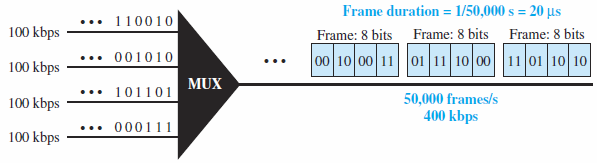 Frame duration = 1/50,000 s = 20 μs
100 kbps ••• 110010
100 kbps ••• 001010
100 kbps ••• 101101
100 kbps ••• 000111
MUX
Frame: 8 bits Frame: 8 bits Frame: 8 bits
••• 00 10 00 11 01 11 10 00 11 01 10 10
50,000 frames/s
400 kbps